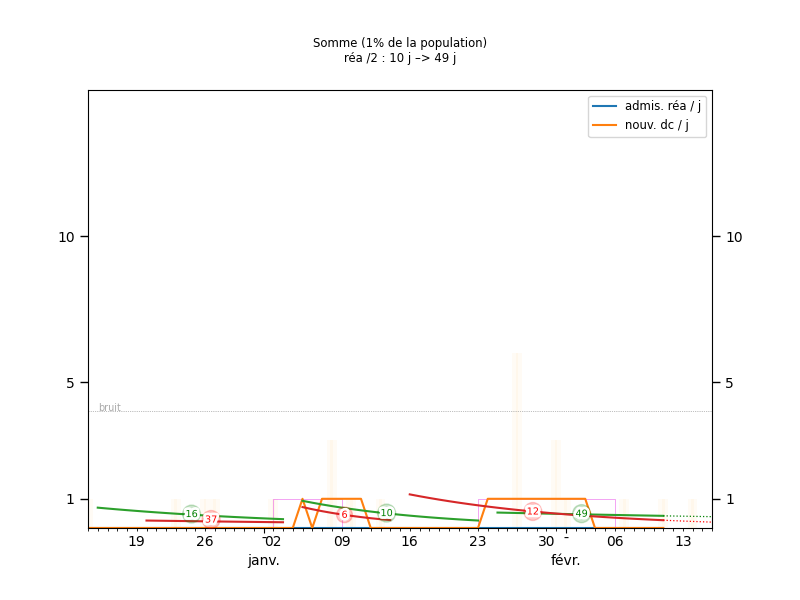 Somme (1% de la population)
réa /2 : 10 j –> 49 j
admis. réa / j
nouv. dc / j
10 10
5 5
bruit
1 1
16 37 6 10 12 49
19 26 02 09 16 23 30 06 13
janv. févr.